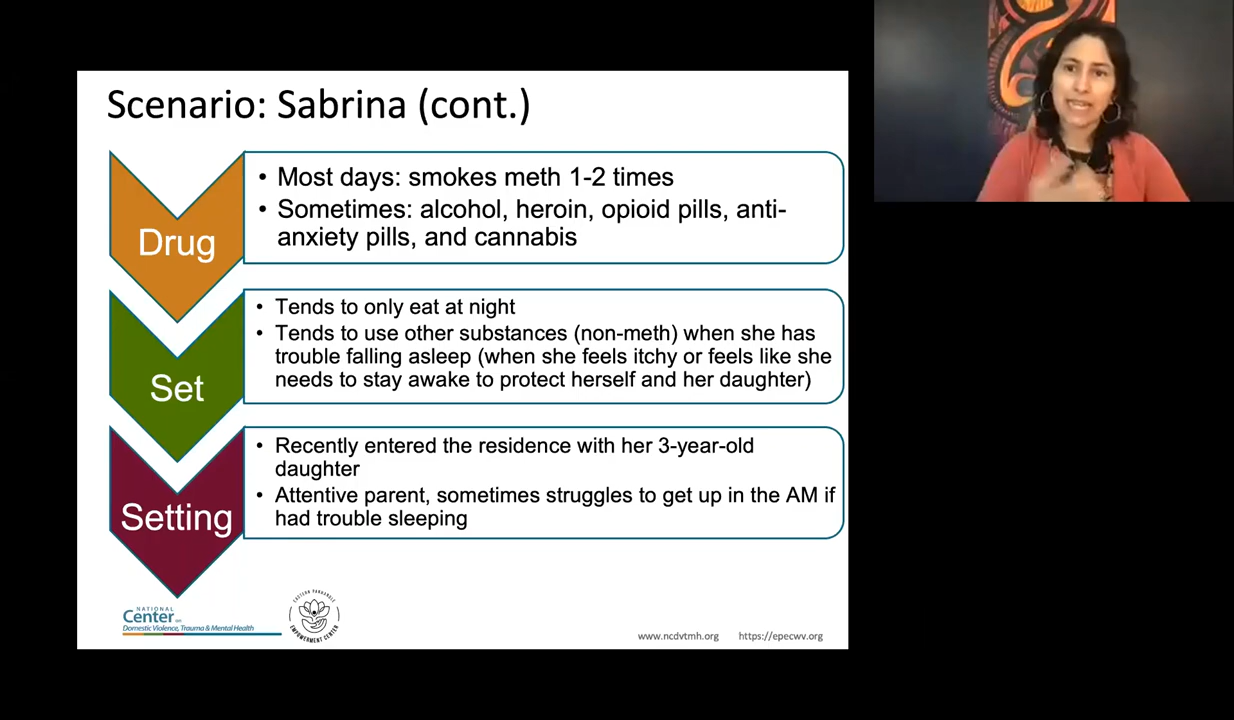 Scenario: Sabrina (cont.)
Drug
• Most days: smokes meth 1-2 times
• Sometimes: alcohol, heroin, opioid pills, anti-
anxiety pills, and cannabis
Set
• Tends to only eat at night
• Tends to use other substances (non-meth) when she has
trouble falling asleep (when she feels itchy or feels like she
needs to stay awake to protect herself and her daughter)
Setting
• Recently entered the residence with her 3-year-old
daughter
• Attentive parent, sometimes struggles to get up in the AM if
had trouble sleeping
NATIONAL
Center on
Domestic Violence, Trauma & Mental Health
EASTERN PANHANDLE
EMPOWERMENT CENTER
www.ncdvtmh.org https://epecwv.org